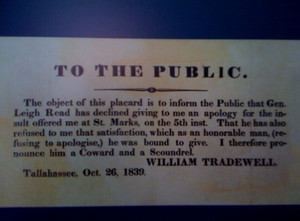 TO THE PUBLIC.
The object of this placard is to inform the Public that Gen.
Leigh Read has declined giving to me an apology for the in-
sult offered me at St. Marks, on the 5th inst. That he has also
refused to me that satisfaction, which as an honorable man, (re-
fusing to apologise,) he was bound to give. I therefore pro-
nounce him a Coward and a Scoundrel.
WILLIAM TRADEWELL.
Tallahassee, Oct. 26, 1839.